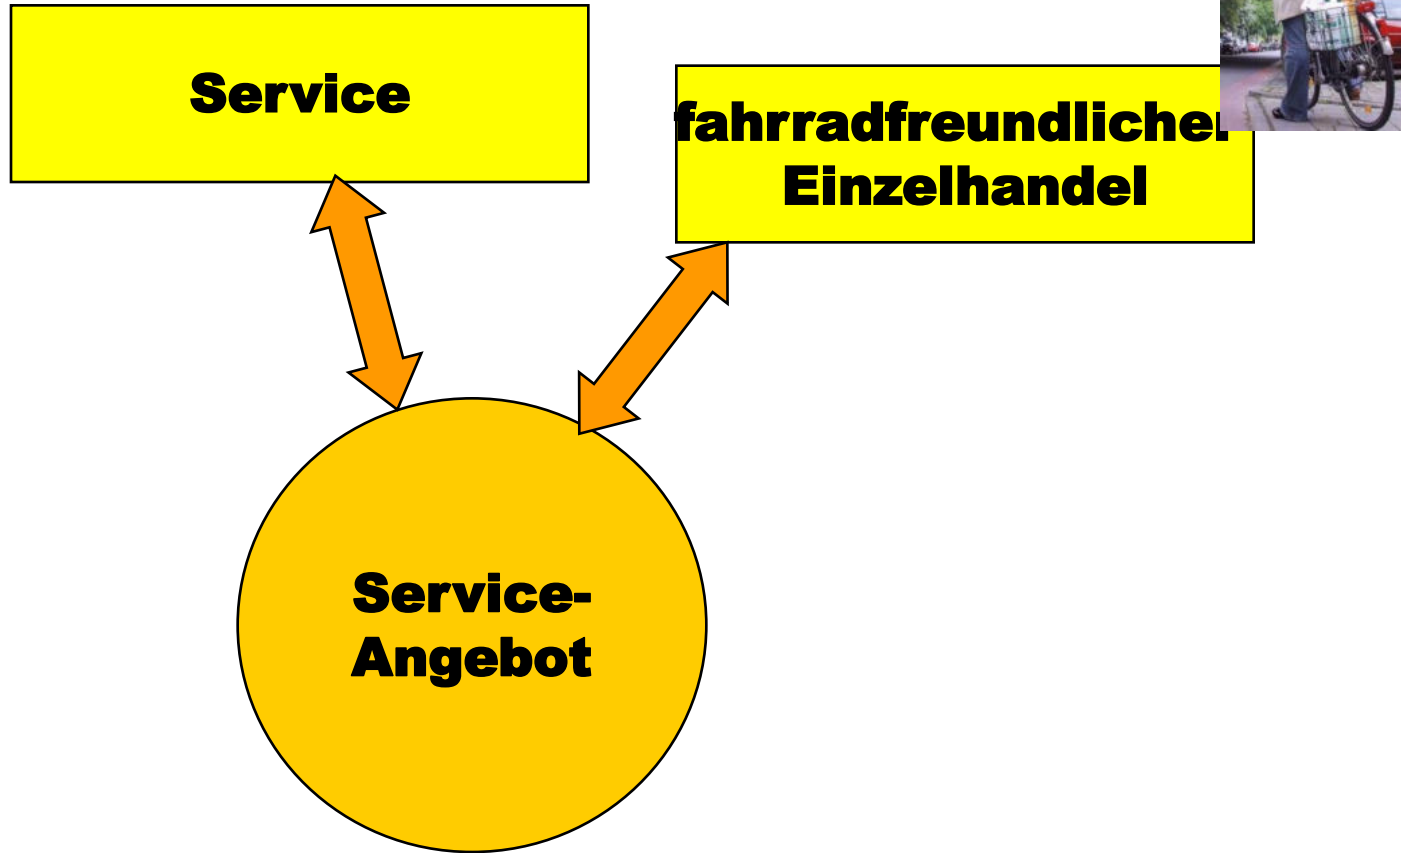 Service
fahrradfreundlicher
Einzelhandel
Service-
Angebot